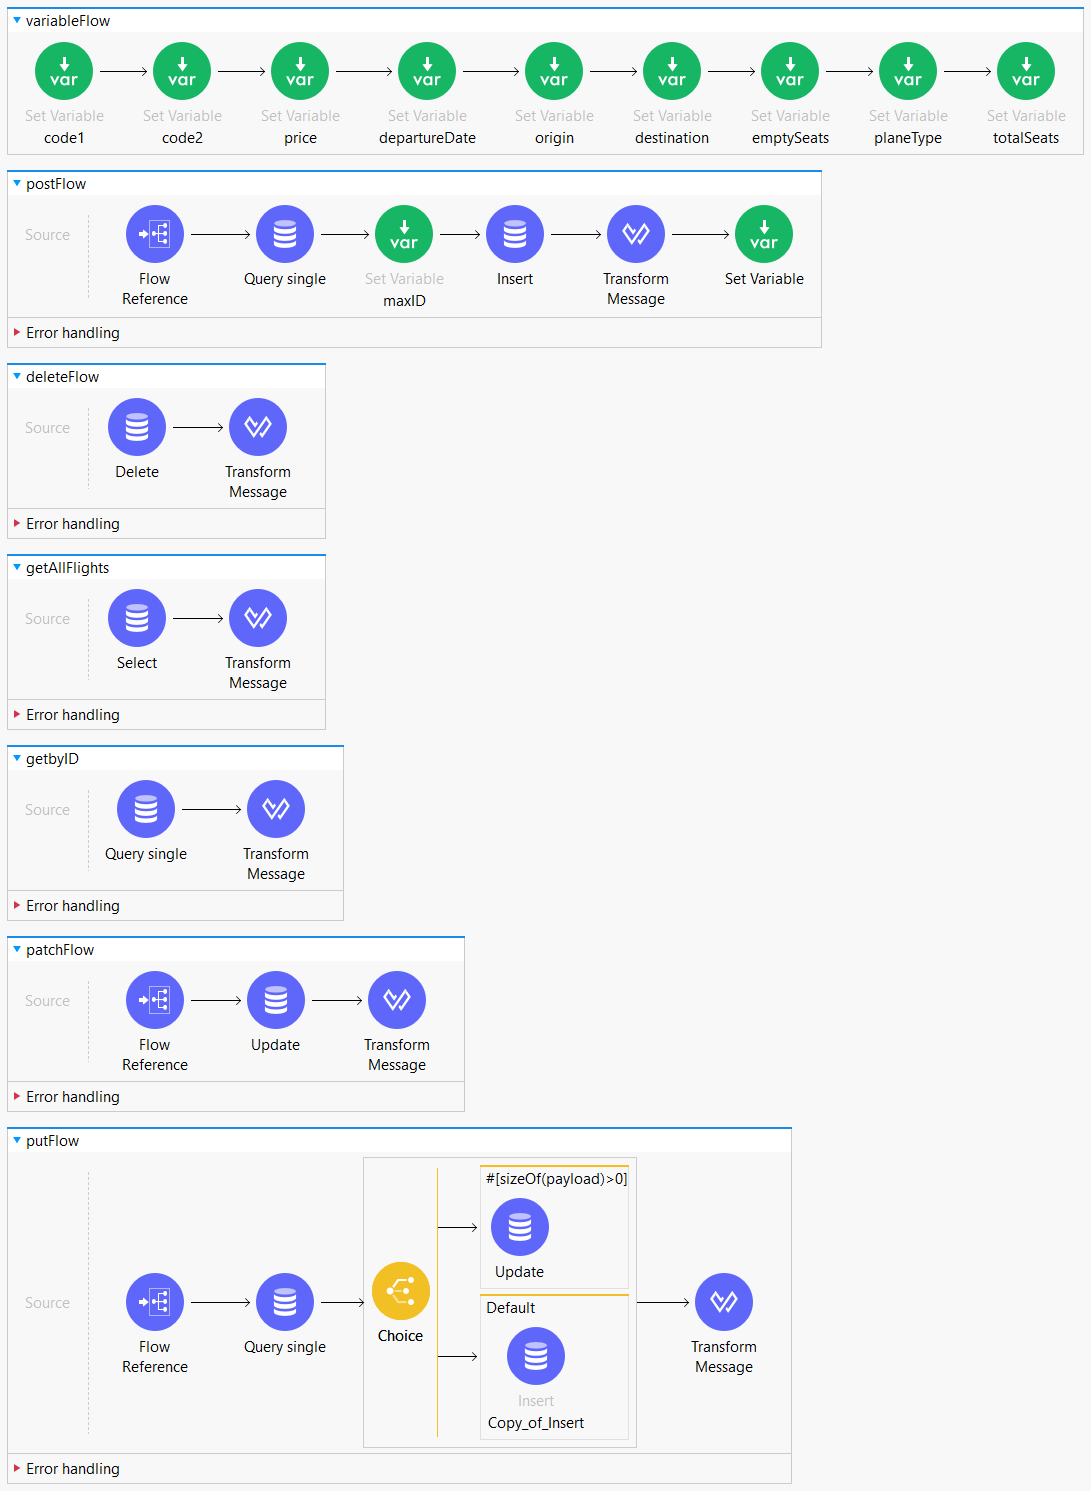 variableFlow
var var var var var var var var var
Set Variable Set Variable Set Variable Set Variable Set Variable Set Variable Set Variable Set Variable Set Variable
code1 code2 price departureDate origin destination emptySeats planeType totalSeats
postFlow
Source
var var
Flow Query single Set Variable Insert Transform Set Variable
Reference maxID Message
Error handling
deleteFlow
Source
Delete Transform
Message
Error handling
getAllFlights
Source
Select Transform
Message
Error handling
getbyID
Source
Query single Transform
Message
Error handling
patchFlow
Source
Flow Update Transform
Reference Message
Error handling
putFlow
#[sizeOf(payload)>0]
Update
Source
Default
Choice
Flow Query single Transform
Reference Message
Insert
Copy_of_Insert
Error handling